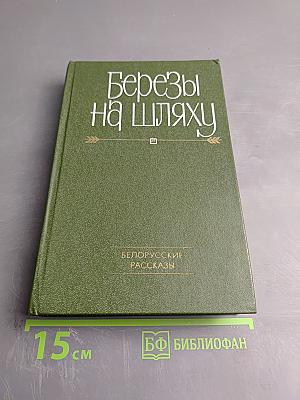 Березы
на шляху
БЕЛОРУССКИЕ
РАССКАЗЫ
15 см
БФ БИБЛИОФАН